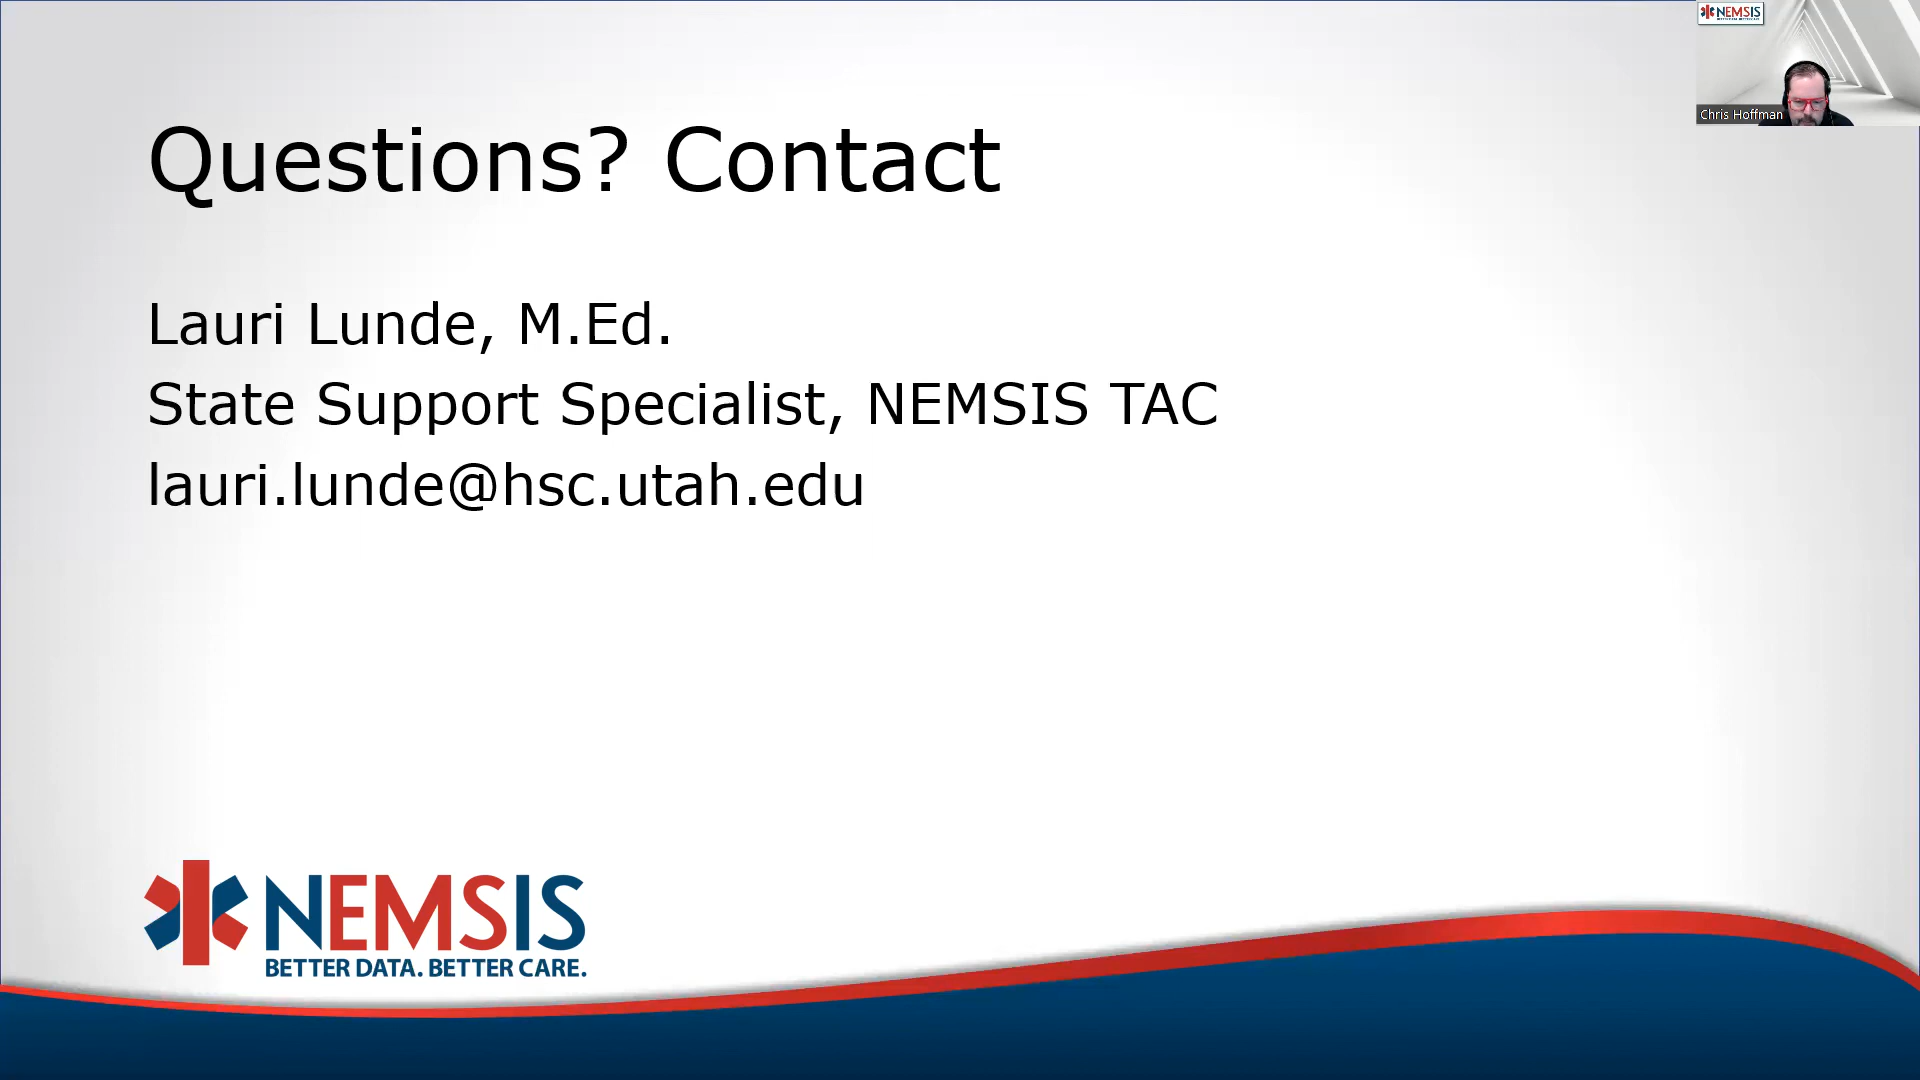 NEMSIS
Chris Hoffman
Questions? Contact
Lauri Lunde, M.Ed.
State Support Specialist, NEMSIS TAC
lauri.lunde@hsc.utah.edu
NEMSIS
BETTER DATA. BETTER CARE.